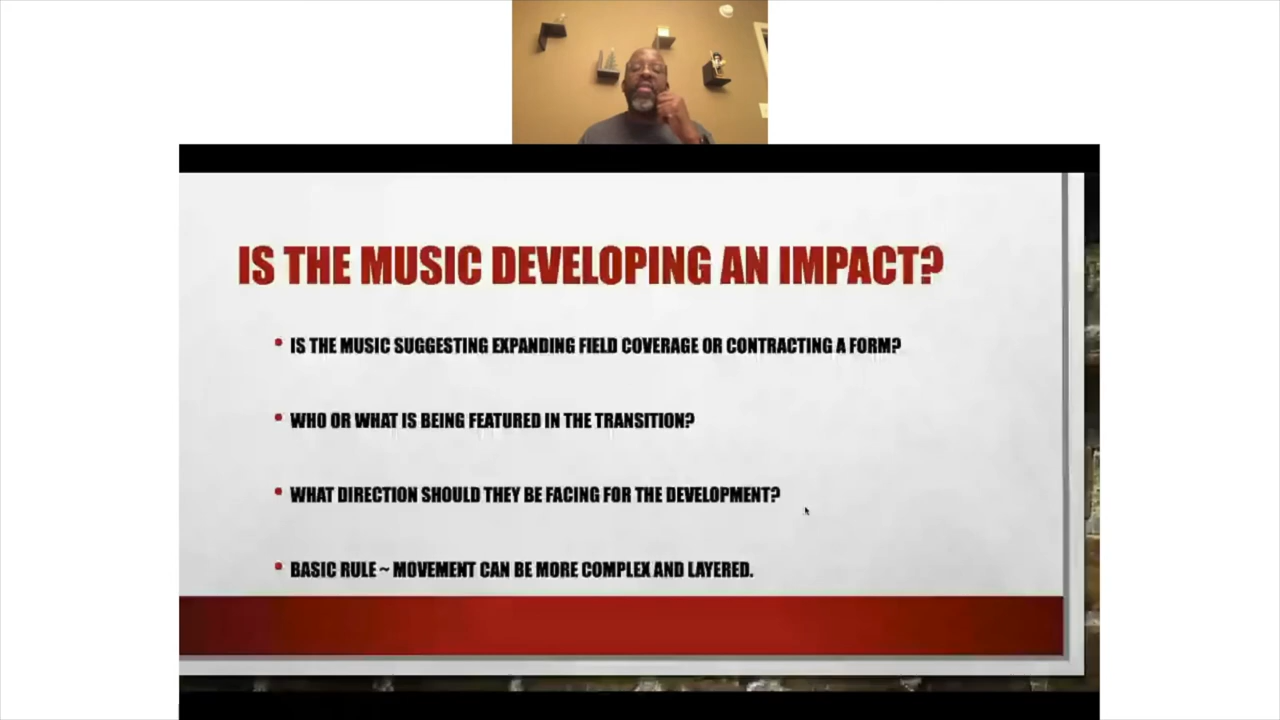 IS THE MUSIC DEVELOPING AN IMPACT?
• IS THE MUSIC SUGGESTING EXPANDING FIELD COVERAGE OR CONTRACTING A FORM?
• WHO OR WHAT IS BEING FEATURED IN THE TRANSITION?
• WHAT DIRECTION SHOULD THEY BE FACING FOR THE DEVELOPMENT?
• BASIC RULE ~ MOVEMENT CAN BE MORE COMPLEX AND LAYERED.